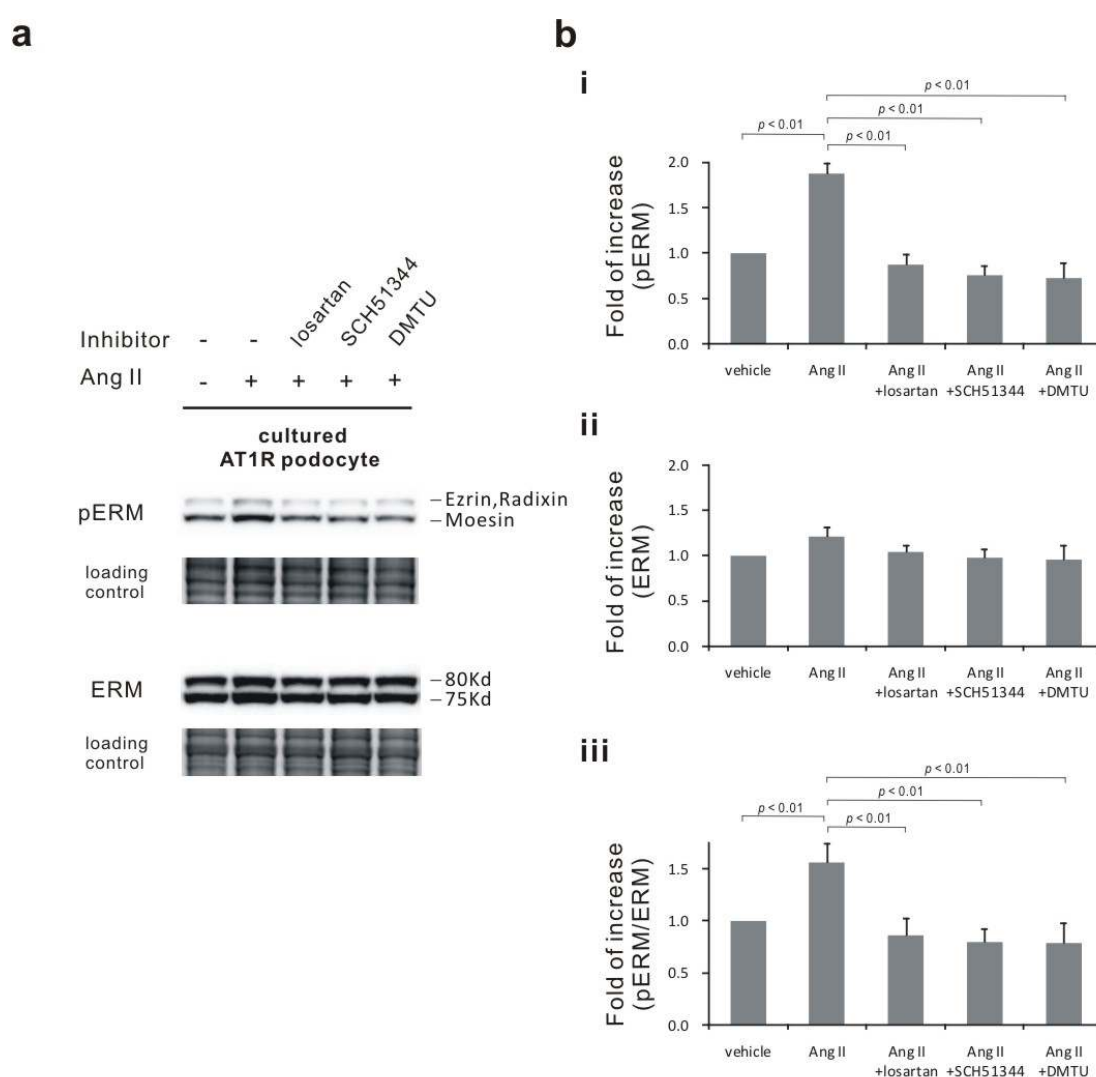 a
Inhibitor - - losartan SCH51344 DMTU
Ang II - + + + +
cultured
AT1R podocyte
pERM
–Ezrin,Radixin
–Moesin
loading
control
ERM
–80Kd
–75Kd
loading
control
b
i
p < 0.01
p < 0.01
p < 0.01
p < 0.01
Fold of increase
(pERM)
2.0
1.5
1.0
0.5
0.0
vehicle Ang II Ang II Ang II Ang II
+losartan +SCH51344 +DMTU
ii
Fold of increase
(ERM)
2.0
1.5
1.0
0.5
0.0
vehicle Ang II Ang II Ang II Ang II
+losartan +SCH51344 +DMTU
iii
p < 0.01
p < 0.01
p < 0.01
p < 0.01
Fold of increase
(pERM/ERM)
1.5
1.0
0.5
0.0
vehicle Ang II Ang II Ang II Ang II
+losartan +SCH51344 +DMTU